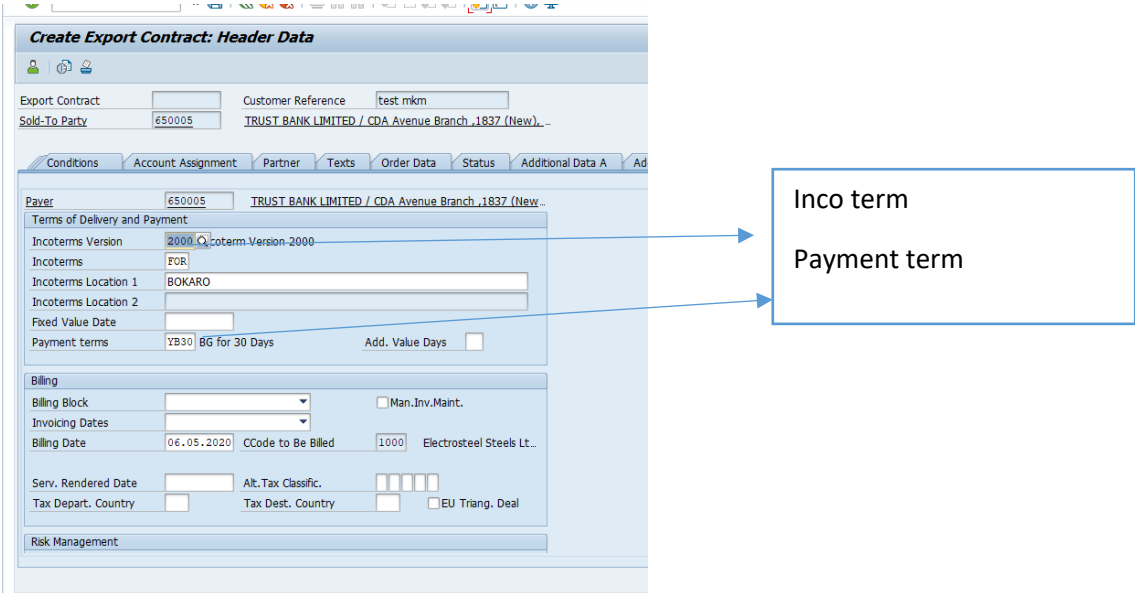 Create Export Contract: Header Data
Export Contract Customer Reference test mkm
Sold-To Party 650005 TRUST BANK LIMITED / CDA Avenue Branch ,1837 (New), ...
Conditions Account Assignment Partner Texts Order Data Status Additional Data A Ad
Payer 650005 TRUST BANK LIMITED / CDA Avenue Branch ,1837 (New...
Terms of Delivery and Payment
Incoterms Version 2000 coterm Version 2000
Incoterms FOR
Incoterms Location 1 BOKARO
Incoterms Location 2
Fixed Value Date
Payment terms YB30 BG for 30 Days Add. Value Days
Billing
Billing Block Man.Inv.Maint.
Invoicing Dates
Billing Date 06.05.2020 CCode to Be Billed 1000 Electrosteel Steels Lt...
Serv. Rendered Date Alt.Tax Classific.
Tax Depart. Country Tax Dest. Country EU Triang. Deal
Risk Management
Inco term
Payment term